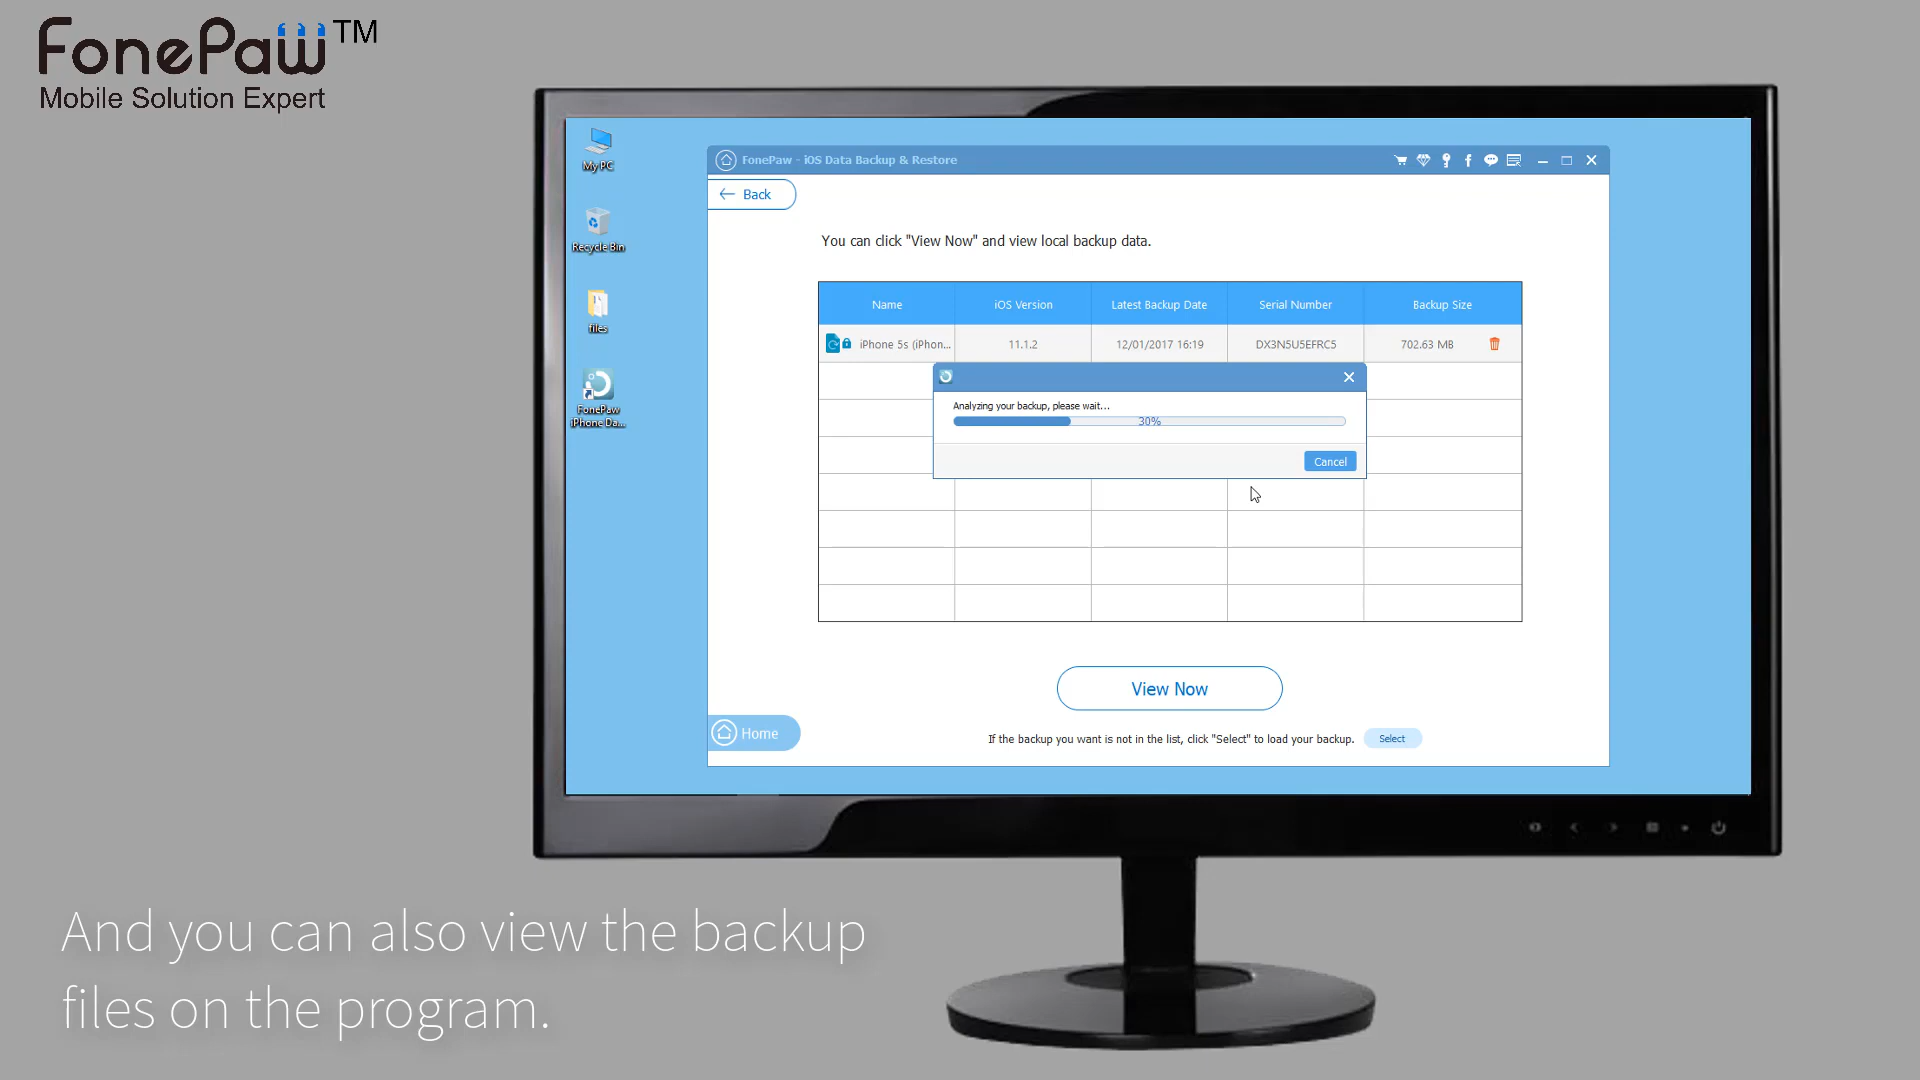 FonePaw™
Mobile Solution Expert
My PC
Recycle Bin
files
FonePaw
iPhone Da...
FonePaw - iOS Data Backup & Restore
Back
You can click "View Now" and view local backup data.
Name iOS Version Latest Backup Date Serial Number Backup Size
iPhone 5s (iPhon... 11.1.2 12/01/2017 16:19 DX3N5U5EFRC5 702.63 MB
Analyzing your backup, please wait...
30%
Cancel
View Now
Home
If the backup you want is not in the list, click "Select" to load your backup. Select
And you can also view the backup
files on the program.